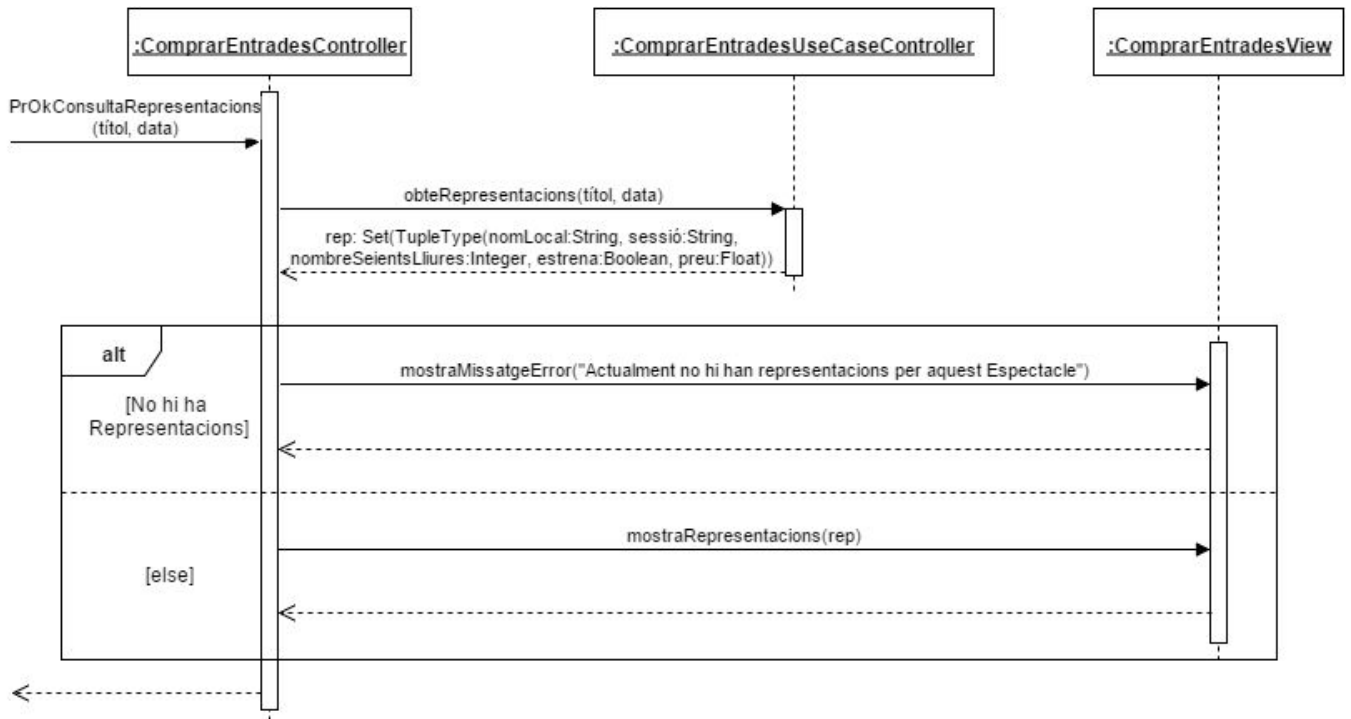 :ComprarEntradesController
:ComprarEntradesUseCaseController
:ComprarEntradesView
PrOkConsultaRepresentacions
(títol, data)
obteRepresentacions(títol, data)
rep: Set(TupleType(nomLocal:String, sessió:String,
nombreSeientsLliures:Integer, estrena:Boolean, preu:Float))
alt
mostraMissatgeError("Actualment no hi han representacions per aquest Espectacle")
[No hi ha
Representacions]
mostraRepresentacions(rep)
[else]